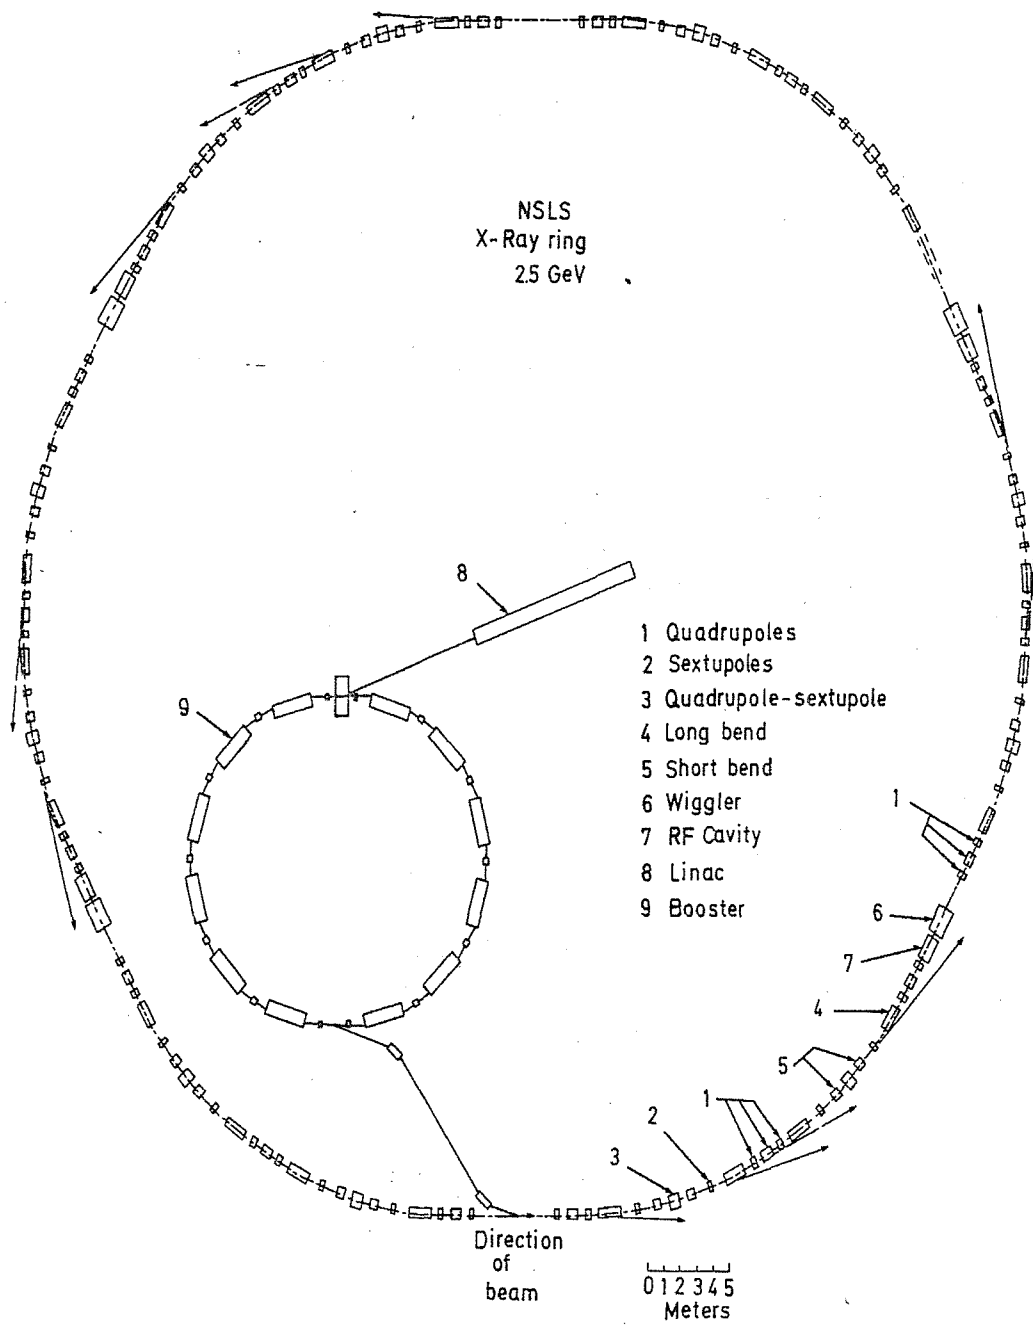 NSLS
X-Ray ring
2.5 GeV
8
1 Quadrupoles
2 Sextupoles
3 Quadrupole-sextupole
4 Long bend
5 Short bend
6 Wiggler
7 RF Cavity
8 Linac
9 Booster
9
1
6
7
4
5
1
2
3
Direction
of
beam
0 1 2 3 4 5
Meters